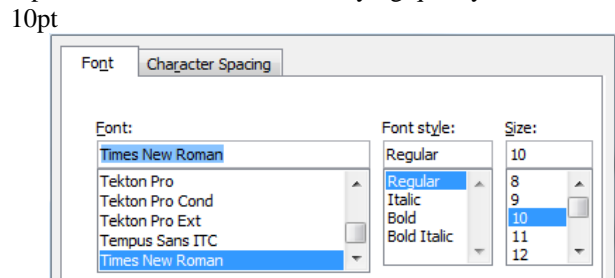 10pt
Font Character Spacing
Font: Font style: Size:
Times New Roman Regular 10
Tekton Pro Regular 8
Tekton Pro Cond Italic 9
Tekton Pro Ext Bold 10
Tempus Sans ITC Bold Italic 11
Times New Roman 12